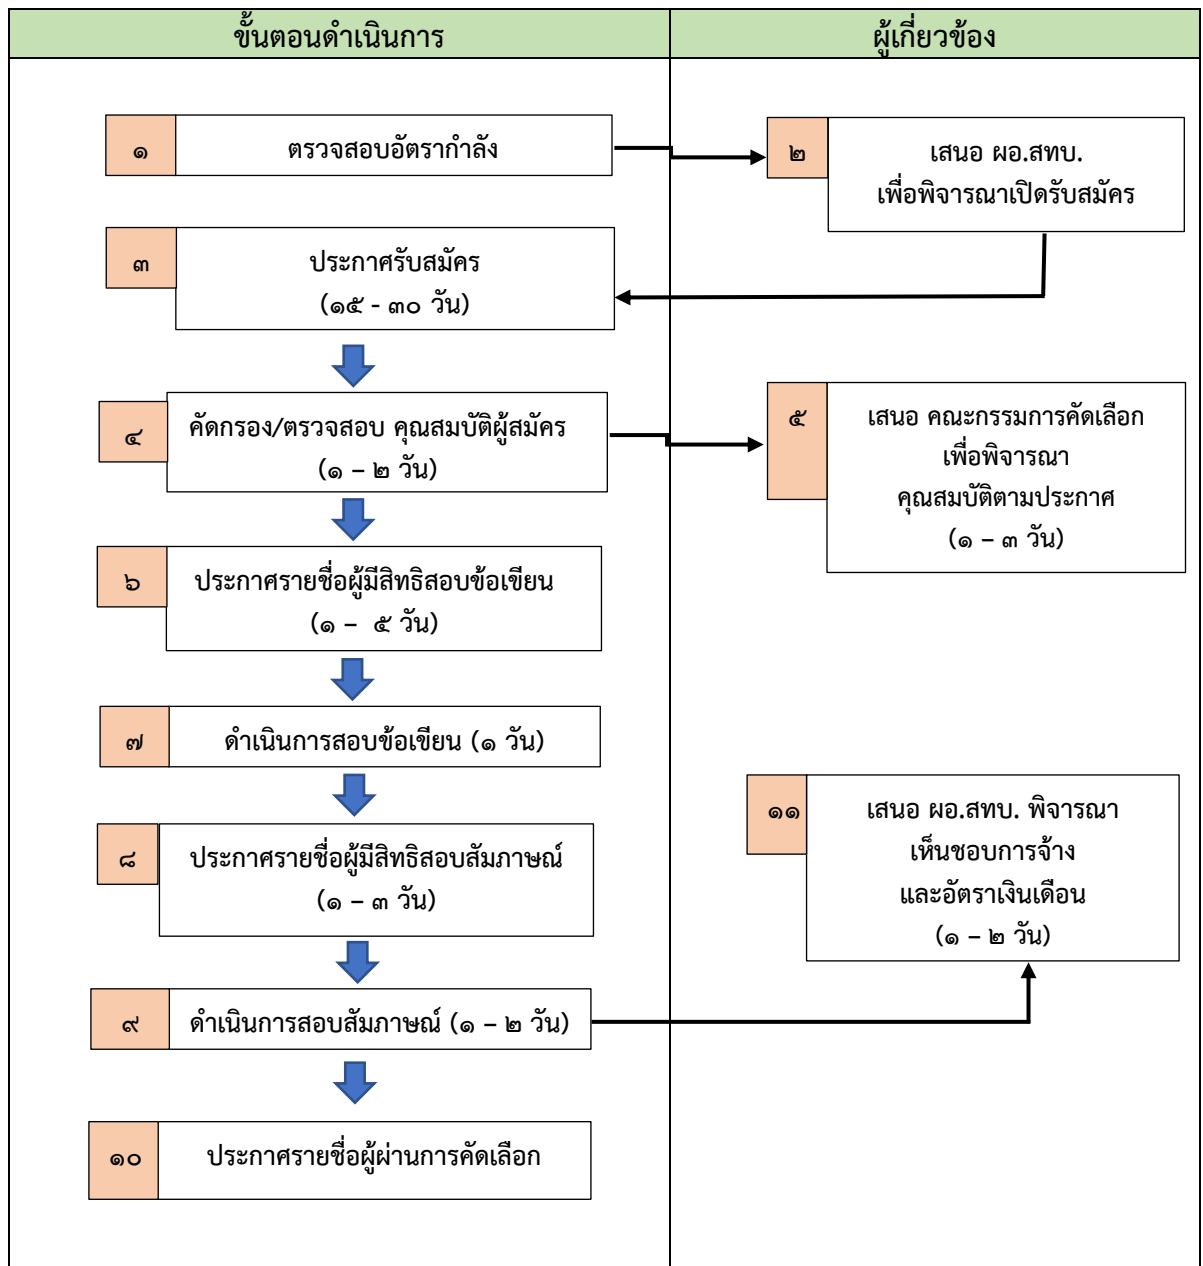 ขั้นตอนดำเนินการ
ผู้เกี่ยวข้อง
๑
ตรวจสอบอัตรากำลัง
๒
เสนอ ผอ.สทบ.
เพื่อพิจารณาเปิดรับสมัคร
๓
ประกาศรับสมัคร
(๑๕ - ๓๐ วัน)
๔
คัดกรอง/ตรวจสอบ คุณสมบัติผู้สมัคร
(๑ – ๒ วัน)
๕
เสนอ คณะกรรมการคัดเลือก
เพื่อพิจารณา
คุณสมบัติตามประกาศ
(๑ – ๓ วัน)
๖
ประกาศรายชื่อผู้มีสิทธิสอบข้อเขียน
(๑ – ๕ วัน)
๗
ดำเนินการสอบข้อเขียน (๑ วัน)
๘
ประกาศรายชื่อผู้มีสิทธิสอบสัมภาษณ์
(๑ – ๓ วัน)
๙
ดำเนินการสอบสัมภาษณ์ (๑ – ๒ วัน)
๑๐
ประกาศรายชื่อผู้ผ่านการคัดเลือก
๑๑
เสนอ ผอ.สทบ. พิจารณา
เห็นชอบการจ้าง
และอัตราเงินเดือน
(๑ – ๒ วัน)